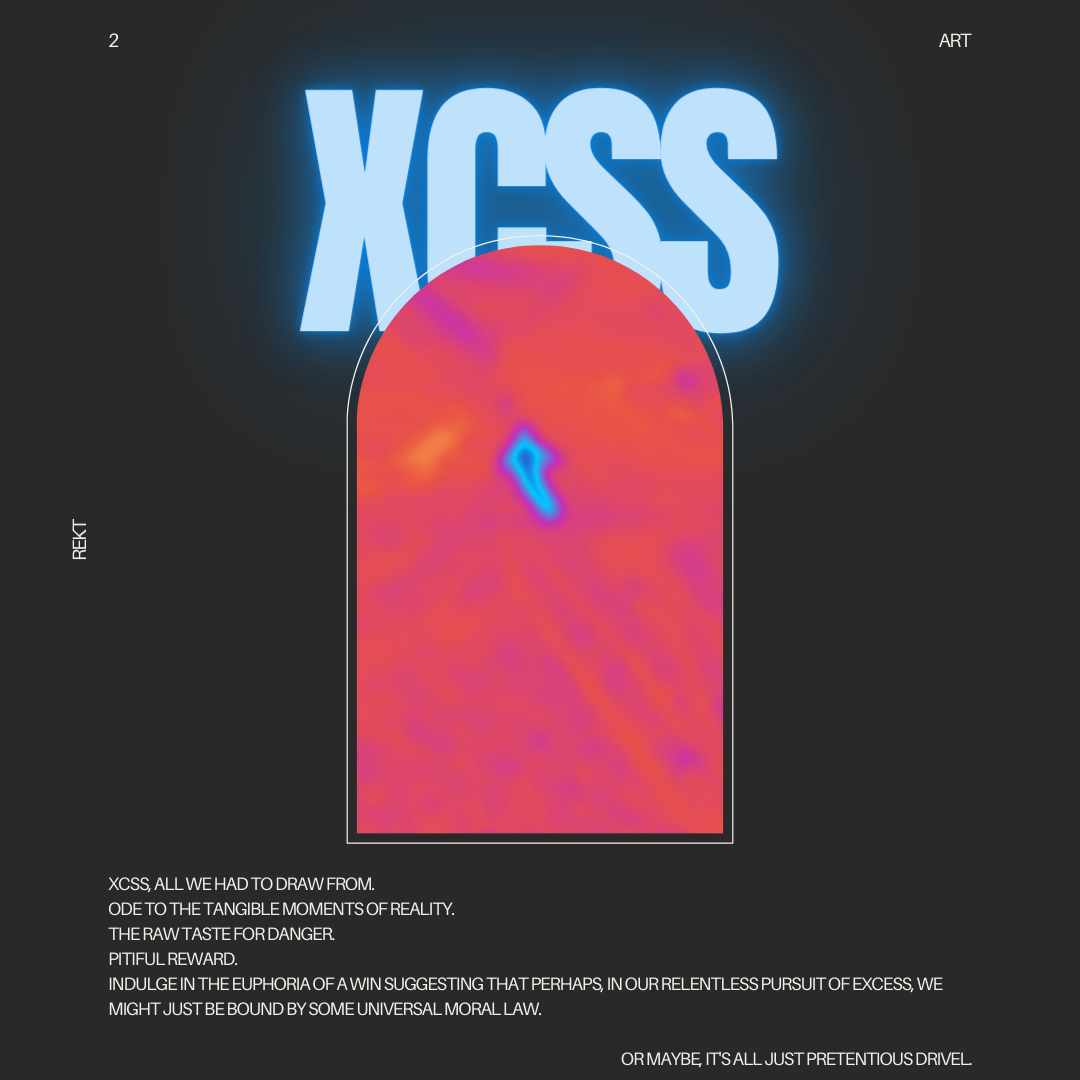 2
ART
XCSS
REKT
XCSS, ALL WE HAD TO DRAW FROM.
ODE TO THE TANGIBLE MOMENTS OF REALITY.
THE RAW TASTE FOR DANGER.
PITIFUL REWARD.
INDULGE IN THE EUPHORIA OF A WIN SUGGESTING THAT PERHAPS, IN OUR RELENTLESS PURSUIT OF EXCESS, WE
MIGHT JUST BE BOUND BY SOME UNIVERSAL MORAL LAW.
OR MAYBE, IT'S ALL JUST PRETENTIOUS DRIVEL.